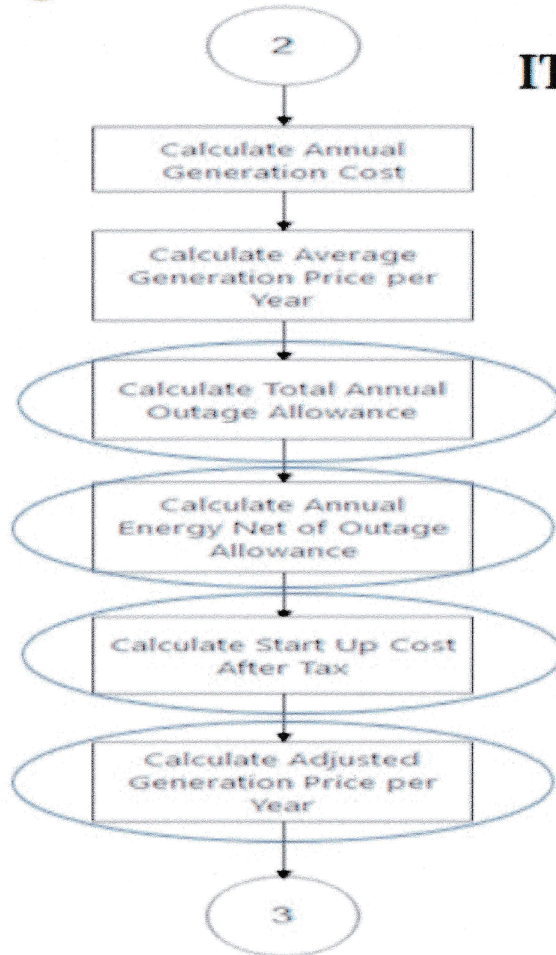 2
IT
Calculate Annual
Generation Cost
Calculate Average
Generation Price per
Year
Calculate Total Annual
Outage Allowance
Calculate Annual
Energy Net of Outage
Allowance
Calculate Start Up Cost
After Tax
Calculate Adjusted
Generation Price per
Year
3